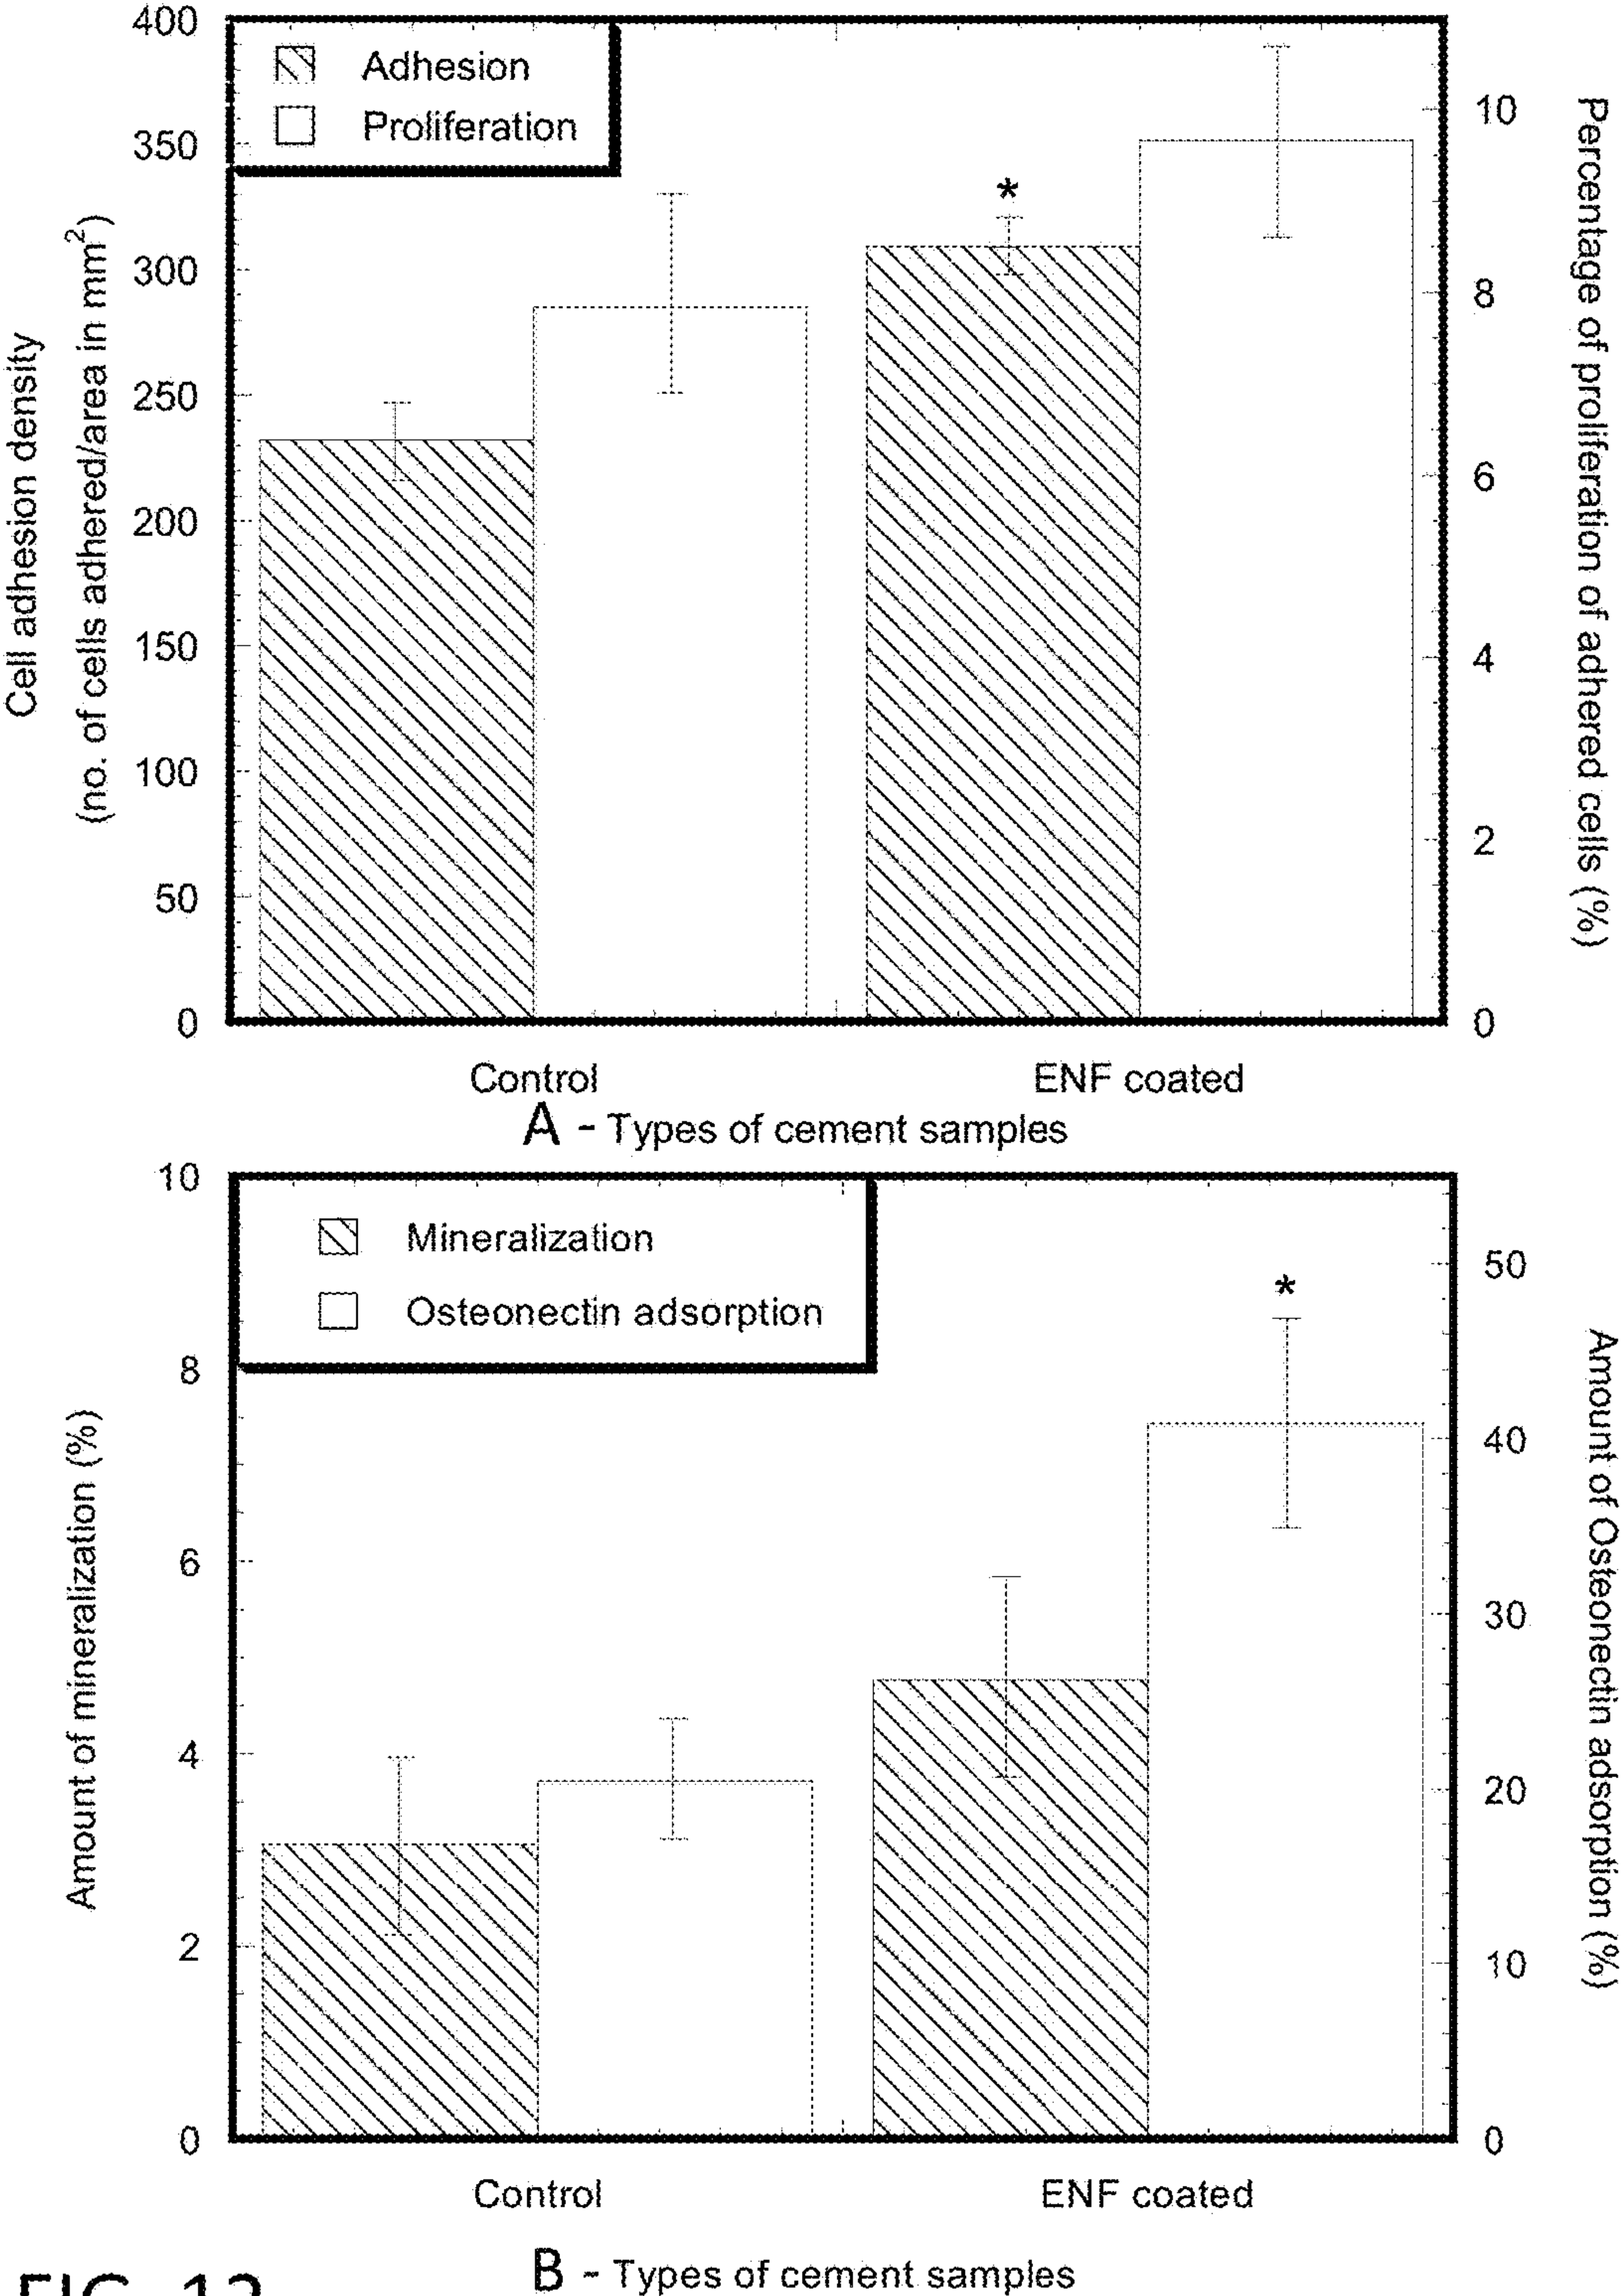 400
350
300
250
200
150
100
50
0
Cell adhesion density
(no. of cells adhered/area in mm²)
Adhesion
Proliferation
*
10
8
6
4
2
0
Percentage of proliferation of adhered cells (%)
Control
ENF coated
A - Types of cement samples
10
8
6
4
2
0
Amount of mineralization (%)
Mineralization
Osteonectin adsorption
*
50
40
30
20
10
0
Amount of Osteonectin adsorption (%)
Control
ENF coated
B - Types of cement samples